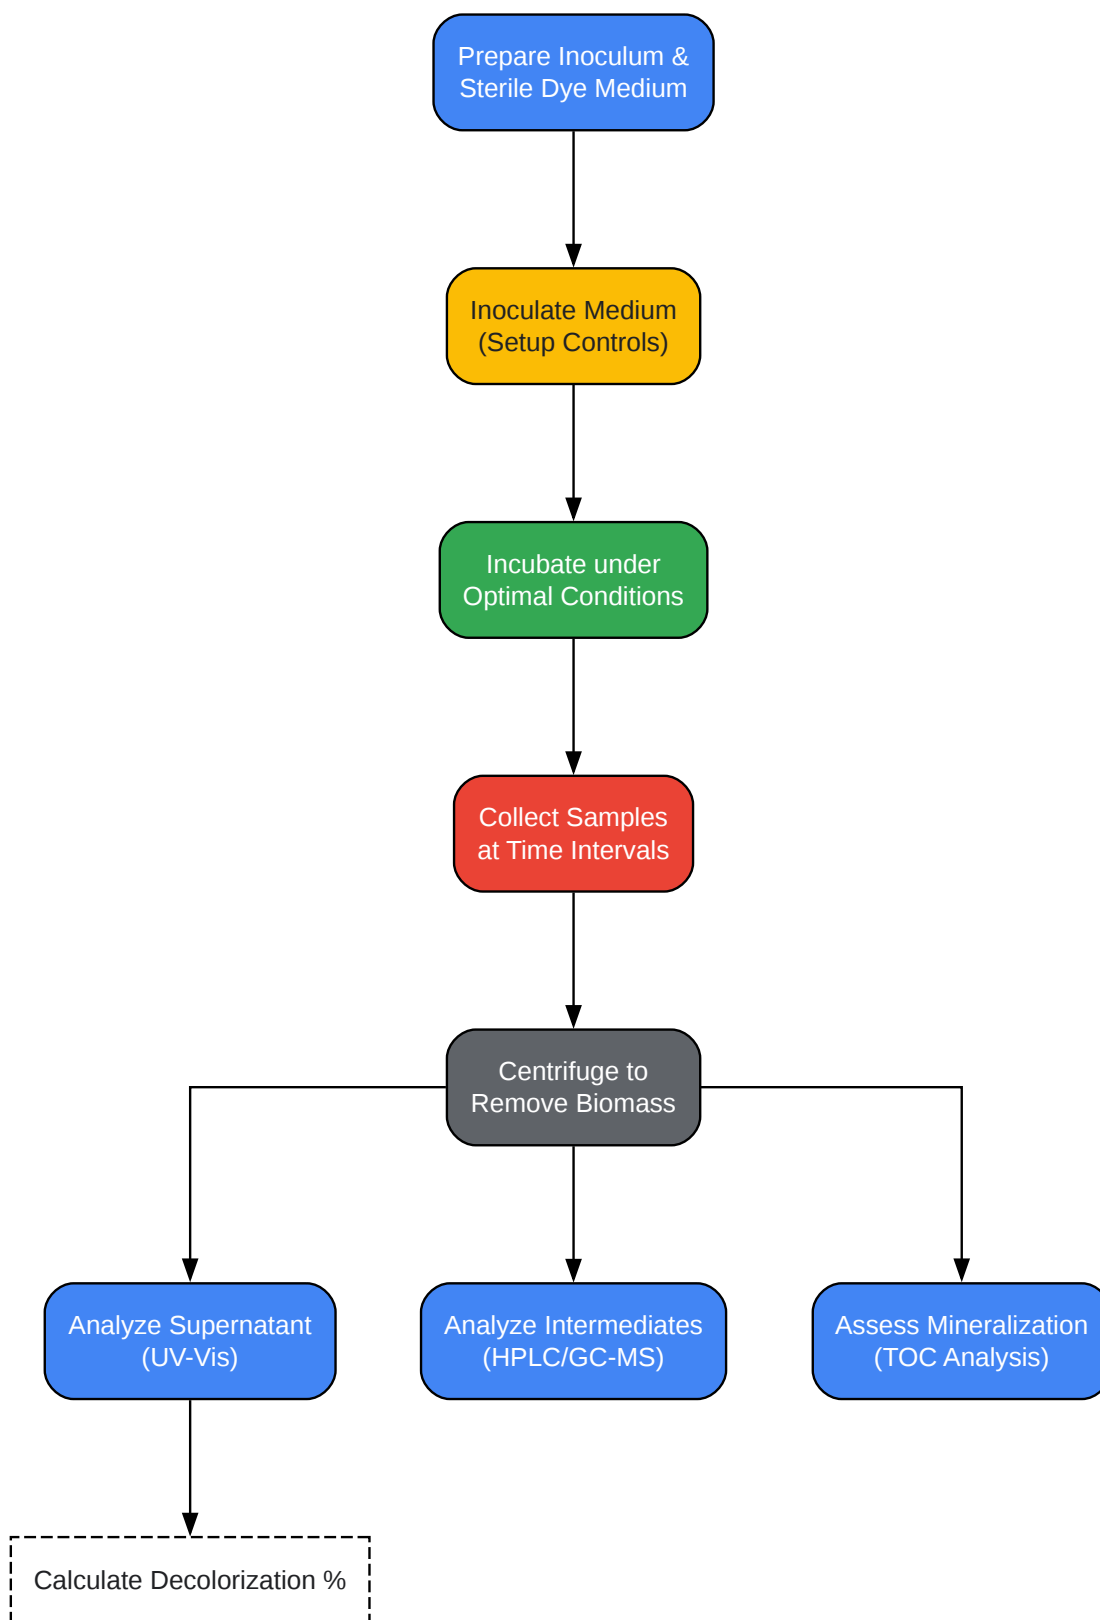 Prepare Inoculum &
Sterile Dye Medium
Inoculate Medium
(Setup Controls)
Incubate under
Optimal Conditions
Collect Samples
at Time Intervals
Centrifuge to
Remove Biomass
Analyze Supernatant
(UV-Vis)
Analyze Intermediates
(HPLC/GC-MS)
Assess Mineralization
(TOC Analysis)
Calculate Decolorization %